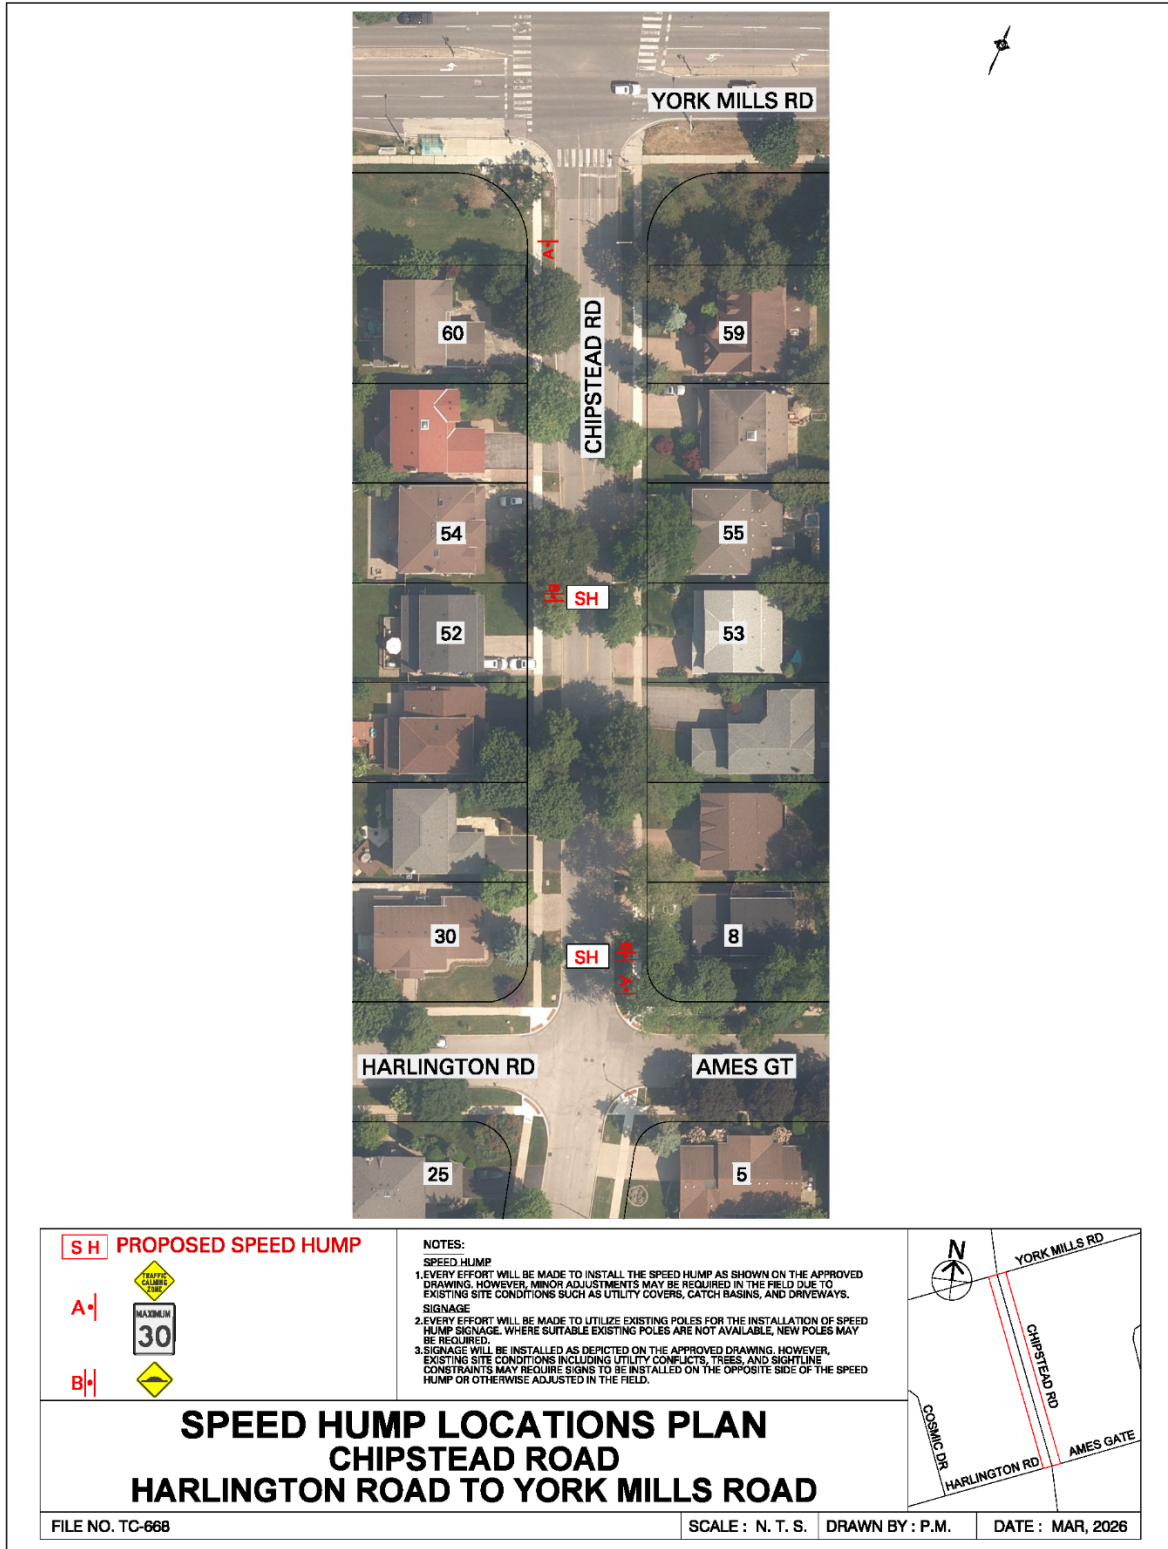 YORK MILLS RD
A
60
CHIPSTEAD RD
59
54
55
B
SH
52
53
30
SH
B
8
A
HARLINGTON RD
AMES GT
25
5
SH PROPOSED SPEED HUMP
TRAFFIC
CALMING
ZONE
A
MAXIMUM
30
B
NOTES:
SPEED HUMP
1.EVERY EFFORT WILL BE MADE TO INSTALL THE SPEED HUMP AS SHOWN ON THE APPROVED
DRAWING. HOWEVER, MINOR ADJUSTMENTS MAY BE REQUIRED IN THE FIELD DUE TO
EXISTING SITE CONDITIONS SUCH AS UTILITY COVERS, CATCH BASINS, AND DRIVEWAYS.
SIGNAGE
2.EVERY EFFORT WILL BE MADE TO UTILIZE EXISTING POLES FOR THE INSTALLATION OF SPEED
HUMP SIGNAGE. WHERE SUITABLE EXISTING POLES ARE NOT AVAILABLE, NEW POLES MAY
BE REQUIRED.
3.SIGNAGE WILL BE INSTALLED AS DEPICTED ON THE APPROVED DRAWING. HOWEVER,
EXISTING SITE CONDITIONS INCLUDING UTILITY CONFLICTS, TREES, AND SIGHTLINE
CONSTRAINTS MAY REQUIRE SIGNS TO BE INSTALLED ON THE OPPOSITE SIDE OF THE SPEED
HUMP OR OTHERWISE ADJUSTED IN THE FIELD.
N
YORK MILLS RD
CHIPSTEAD RD
COSMIC DR
HARLINGTON RD
AMES GATE
SPEED HUMP LOCATIONS PLAN
CHIPSTEAD ROAD
HARLINGTON ROAD TO YORK MILLS ROAD
FILE NO. TC-668
SCALE : N. T. S.
DRAWN BY : P.M.
DATE : MAR, 2026